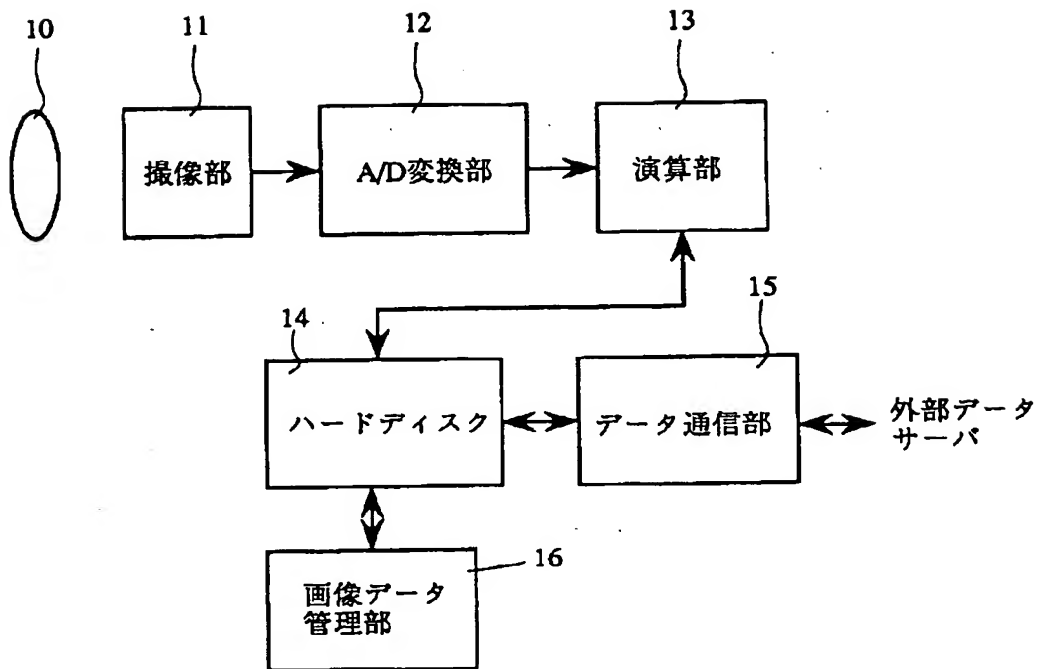 10
11
12
13
撮像部
A/D変換部
演算部
14
15
ハードディスク
データ通信部
外部データ
サーバ
16
画像データ
管理部